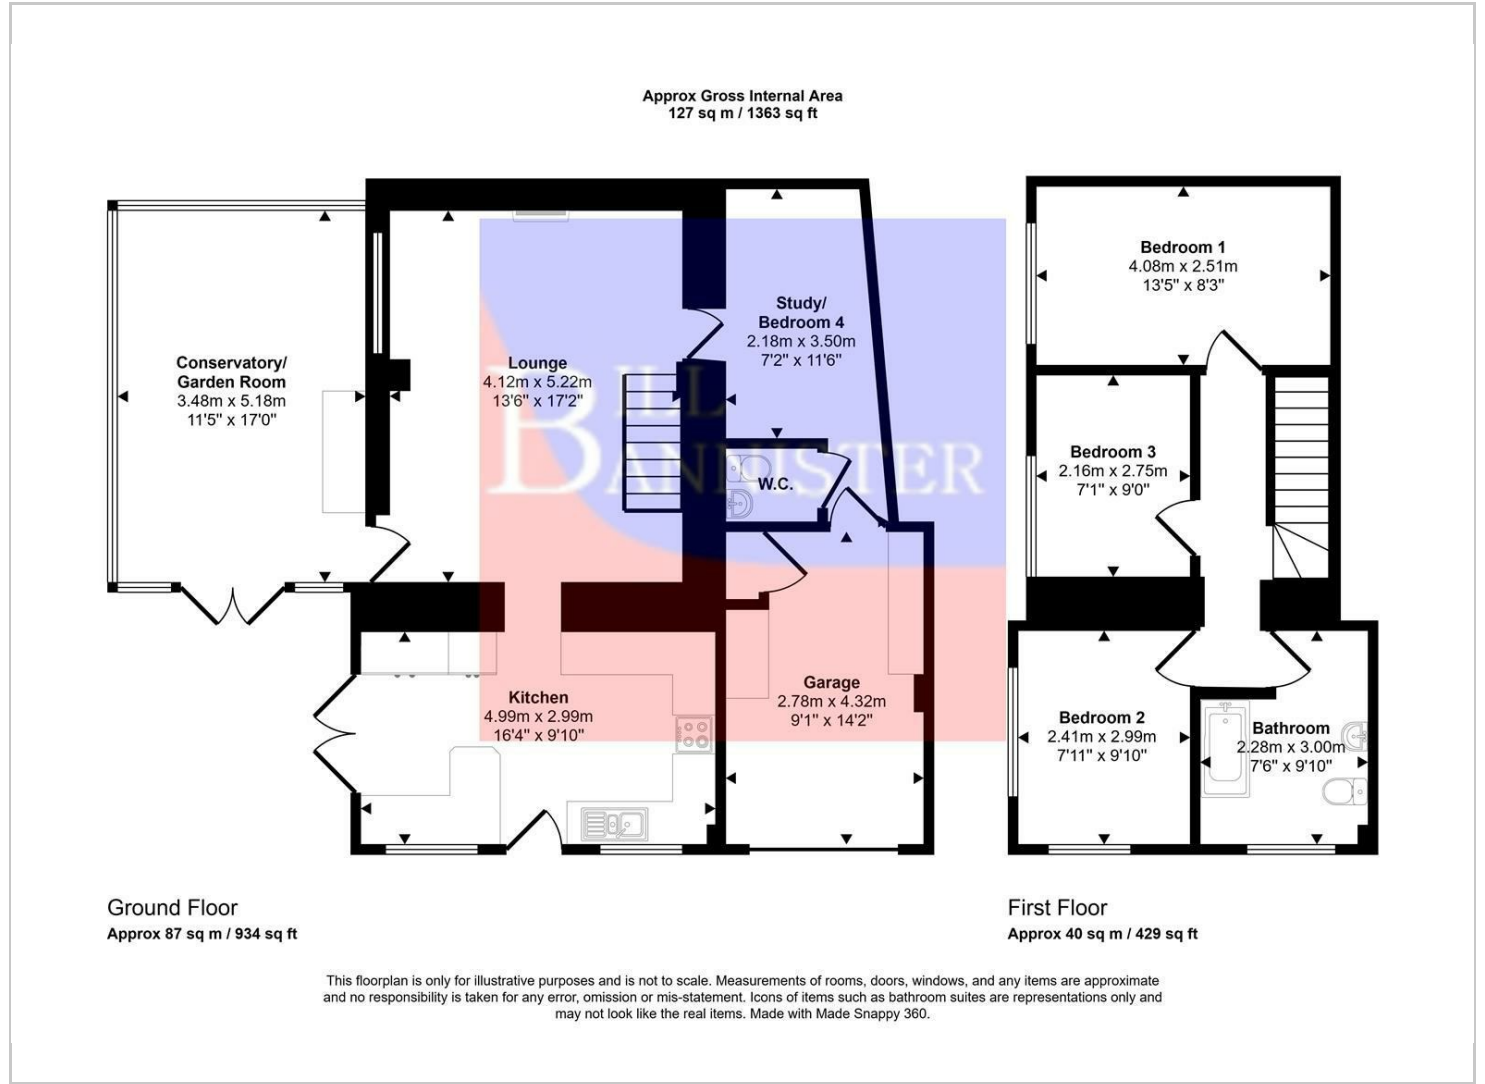 Approx Gross Internal Area
127 sq m / 1363 sq ft
Conservatory/
Garden Room
3.48m x 5.18m
11'5" x 17'0"
Lounge
4.12m x 5.22m
13'6" x 17'2"
Study/
Bedroom 4
2.18m x 3.50m
7'2" x 11'6"
BILL
BANNISTER
W.C.
Kitchen
4.99m x 2.99m
16'4" x 9'10"
Garage
2.78m x 4.32m
9'1" x 14'2"
Bedroom 1
4.08m x 2.51m
13'5" x 8'3"
Bedroom 3
2.16m x 2.75m
7'1" x 9'0"
Bedroom 2
2.41m x 2.99m
7'11" x 9'10"
Bathroom
2.28m x 3.00m
7'6" x 9'10"
Ground Floor
Approx 87 sq m / 934 sq ft
First Floor
Approx 40 sq m / 429 sq ft
This floorplan is only for illustrative purposes and is not to scale. Measurements of rooms, doors, windows, and any items are approximate
and no responsibility is taken for any error, omission or mis-statement. Icons of items such as bathroom suites are representations only and
may not look like the real items. Made with Made Snappy 360.